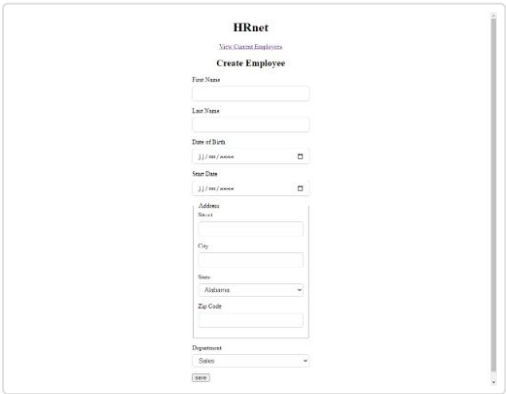 HRnet
View Current Employees
Create Employee
First Name
Last Name
Date of Birth
jj/mm/aaaa
Start Date
jj/mm/aaaa
Address
Street
City
State
Alabama
Zip Code
Department
Sales
save